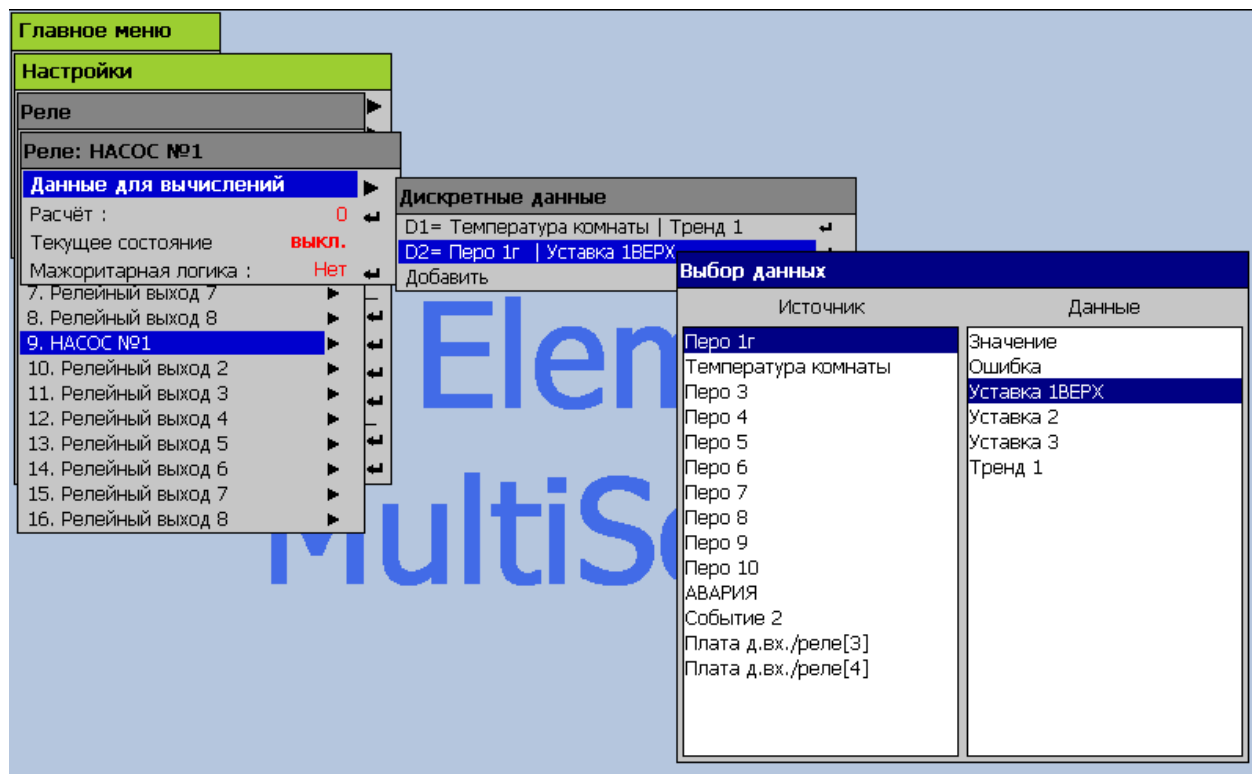 Главное меню
Настройки
Реле
Реле: НАСОС №1
Данные для вычислений
Расчёт : 0
Текущее состояние выкл.
Мажоритарная логика : Нет
7. Релейный выход 7
8. Релейный выход 8
9. НАСОС №1
10. Релейный выход 2
11. Релейный выход 3
12. Релейный выход 4
13. Релейный выход 5
14. Релейный выход 6
15. Релейный выход 7
16. Релейный выход 8
Дискретные данные
D1= Температура комнаты | Тренд 1
D2= Перо 1г | Уставка 1ВЕРХ
Добавить
Выбор данных
Источник Данные
Перо 1г
Температура комнаты
Перо 3
Перо 4
Перо 5
Перо 6
Перо 7
Перо 8
Перо 9
Перо 10
АВАРИЯ
Событие 2
Плата д.вх./реле[3]
Плата д.вх./реле[4]
Значение
Ошибка
Уставка 1ВЕРХ
Уставка 2
Уставка 3
Тренд 1